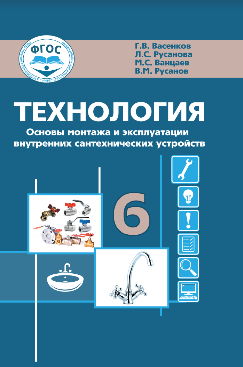 ФГОС
Г.В. Васенков
Л.С. Русанова
М.С. Ванцаев
В.М. Русанов
ТЕХНОЛОГИЯ
Основы монтажа и эксплуатации
внутренних сантехнических устройств
6